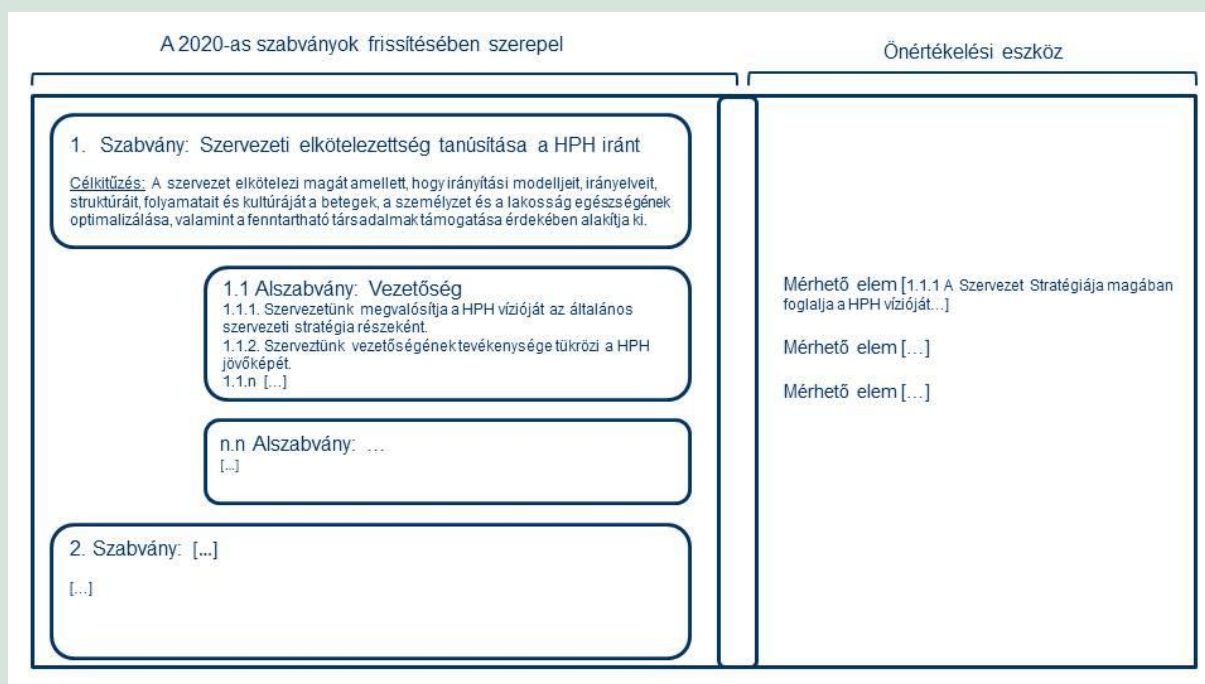 A 2020-as szabványok frissítésében szerepel
Önértékelési eszköz
1. Szabvány: Szervezeti elkötelezettség tanúsítása a HPH iránt
Célkitűzés: A szervezet elkötelezi magát amellett, hogy irányítási modelljeit, irányelveit,
struktúráit, folyamatait és kultúráját a betegek, a személyzet és a lakosság egészségének
optimalizálása, valamint a fenntartható társadalmak támogatása érdekében alakítja ki.
1.1 Alszabvány: Vezetőség
1.1.1. Szervezetünk megvalósítja a HPH vízióját az általános
szervezeti stratégia részeként.
1.1.2. Szerveztünk vezetőségének tevékenysége tükrözi a HPH
jövőképét.
1.1.n […]
n.n Alszabvány: …
[...]
2. Szabvány: [...]
[…]
Mérhető elem [1.1.1 A Szervezet Stratégiája magában
foglalja a HPH vízióját…]
Mérhető elem […]
Mérhető elem […]